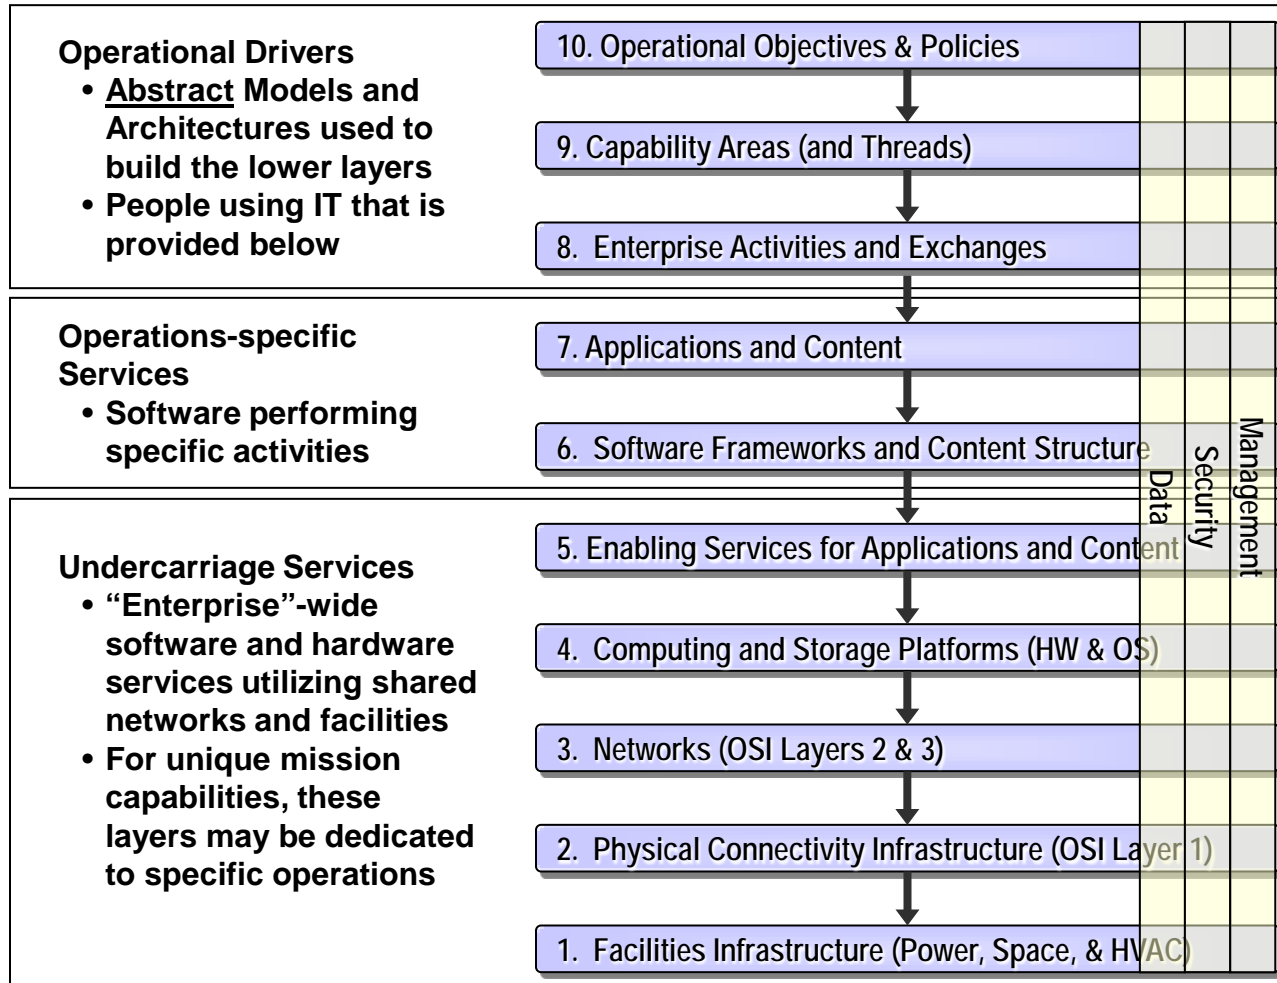 Operational Drivers
• Abstract Models and
Architectures used to
build the lower layers
• People using IT that is
provided below
10. Operational Objectives & Policies
9. Capability Areas (and Threads)
8. Enterprise Activities and Exchanges
Operations-specific
Services
• Software performing
specific activities
7. Applications and Content
6. Software Frameworks and Content Structure
Undercarriage Services
• “Enterprise”-wide
software and hardware
services utilizing shared
networks and facilities
• For unique mission
capabilities, these
layers may be dedicated
to specific operations
5. Enabling Services for Applications and Content
4. Computing and Storage Platforms (HW & OS)
3. Networks (OSI Layers 2 & 3)
2. Physical Connectivity Infrastructure (OSI Layer 1)
1. Facilities Infrastructure (Power, Space, & HVAC)
Data
Security
Management